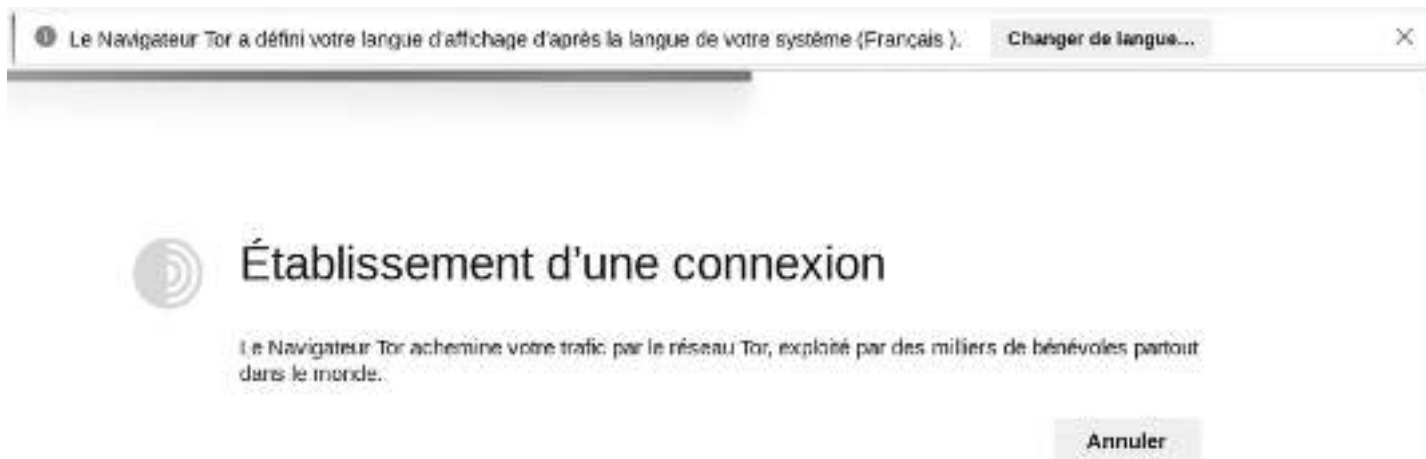 Le Navigateur Tor a défini votre langue d'affichage d'après la langue de votre système (Français ). Changer de langue...
Établissement d'une connexion
Le Navigateur Tor achemine votre trafic par le réseau Tor, exploité par des milliers de bénévoles partout
dans le monde.
Annuler